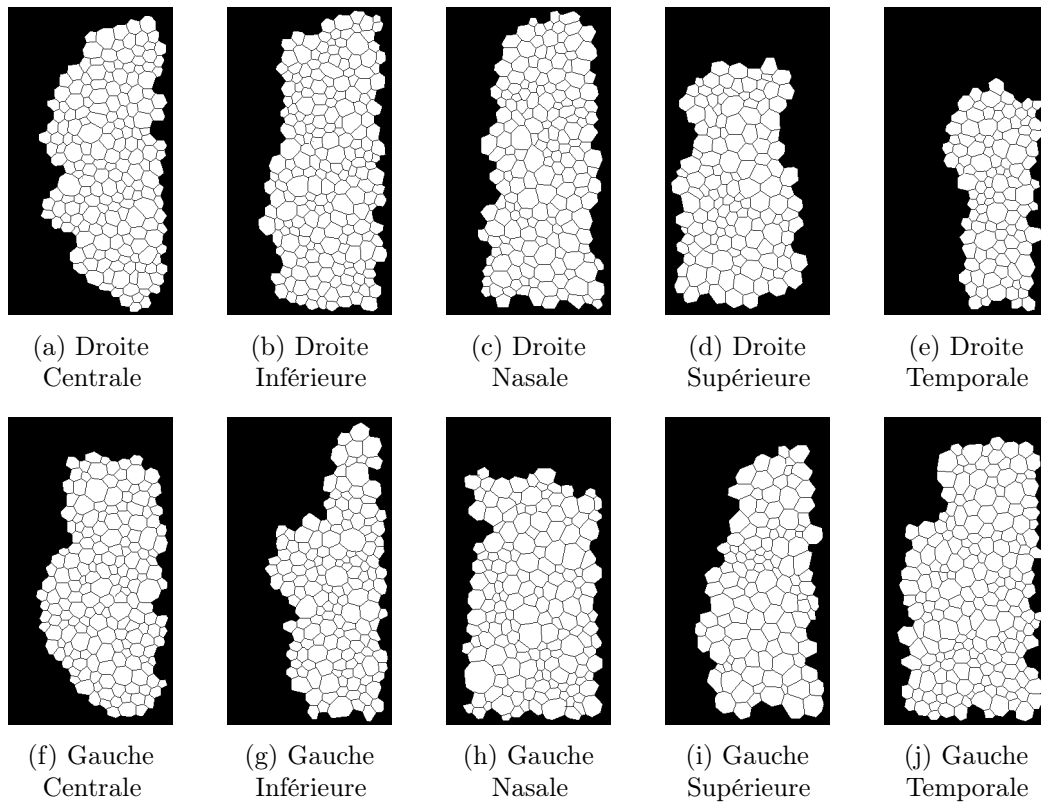 (a) Droite
Centrale
(b) Droite
Inférieure
(c) Droite
Nasale
(d) Droite
Supérieure
(e) Droite
Temporale
(f) Gauche
Centrale
(g) Gauche
Inférieure
(h) Gauche
Nasale
(i) Gauche
Supérieure
(j) Gauche
Temporale